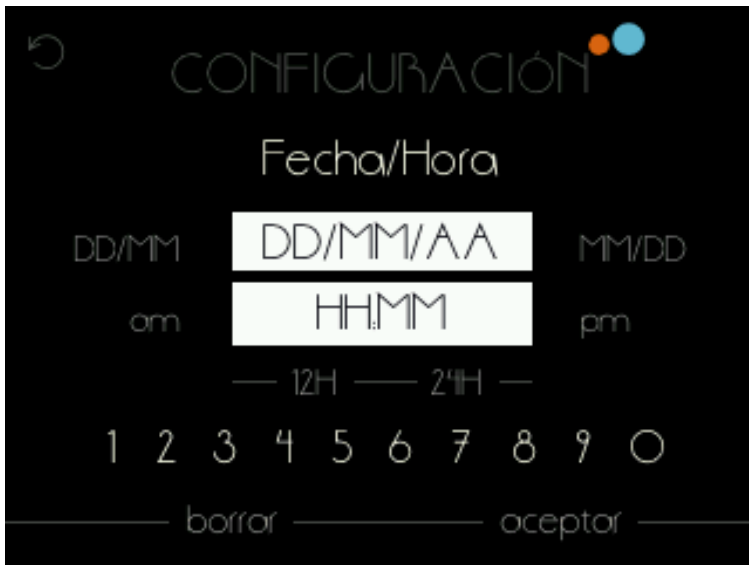 CONFIGURACIÓN
Fecha/Hora
DD/MM DD/MM/AA MM/DD
am HH:MM pm
12H 24H
1 2 3 4 5 6 7 8 9 0
borrar aceptar